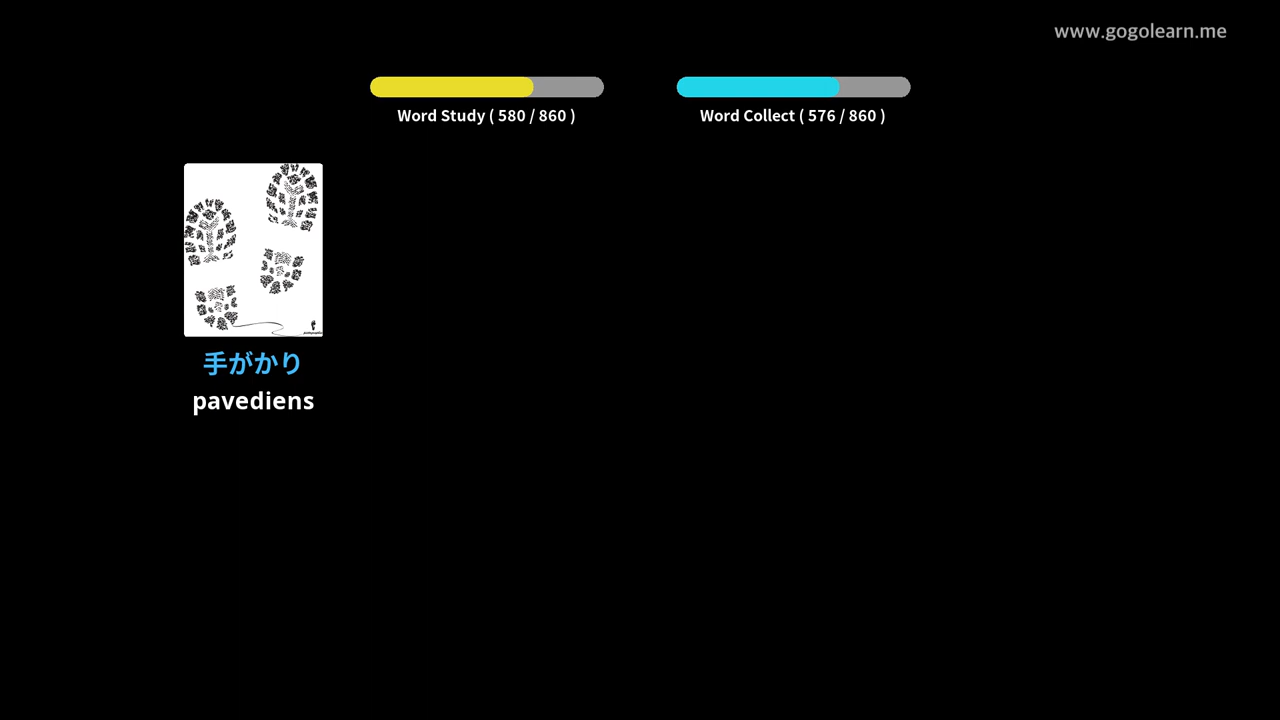 www.gogolearn.me
Word Study ( 580 / 860 )
Word Collect ( 576 / 860 )
手がかり
pavediens